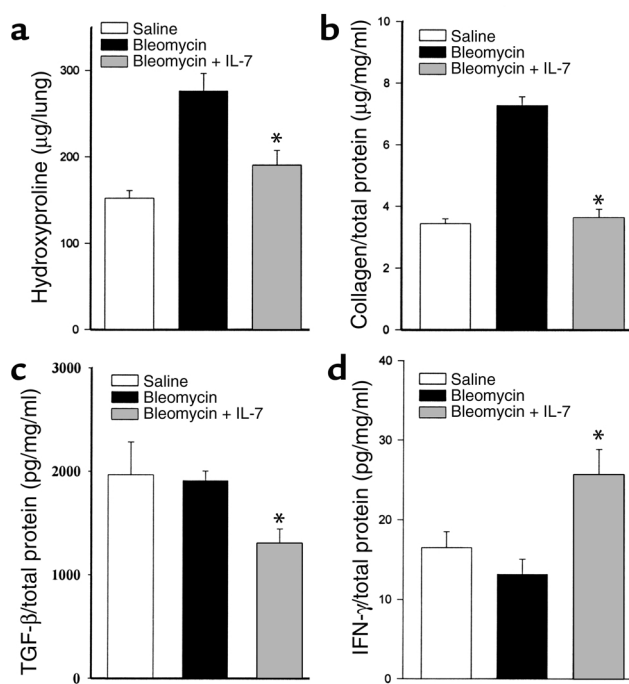 a
Saline
Bleomycin
Bleomycin + IL-7
Hydroxyproline (μg/lung)
300
200
100
0
*
b
Saline
Bleomycin
Bleomycin + IL-7
Collagen/total protein (μg/mg/ml)
8
6
4
2
0
*
c
Saline
Bleomycin
Bleomycin + IL-7
TGF-β/total protein (pg/mg/ml)
3000
2000
1000
0
*
d
Saline
Bleomycin
Bleomycin + IL-7
IFN-γ/total protein (pg/mg/ml)
40
30
20
10
0
*